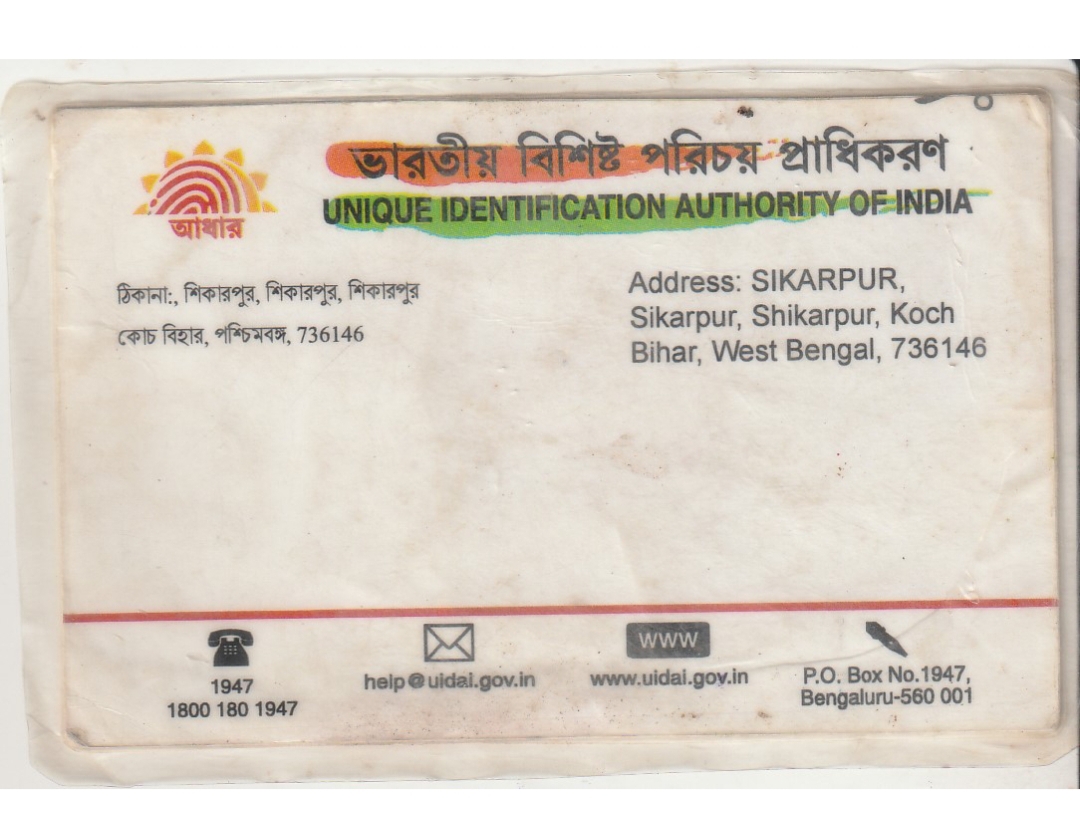 ভারতীয় বিশিষ্ট পরিচয় প্রাধিকরণ
UNIQUE IDENTIFICATION AUTHORITY OF INDIA
আধার
ঠিকানা:, শিকারপুর, শিকারপুর, শিকারপুর
কোচ বিহার, পশ্চিমবঙ্গ, 736146
Address: SIKARPUR,
Sikarpur, Shikarpur, Koch
Bihar, West Bengal, 736146
1947
1800 180 1947
help@uidai.gov.in
www
www.uidai.gov.in
P.O. Box No.1947,
Bengaluru-560 001